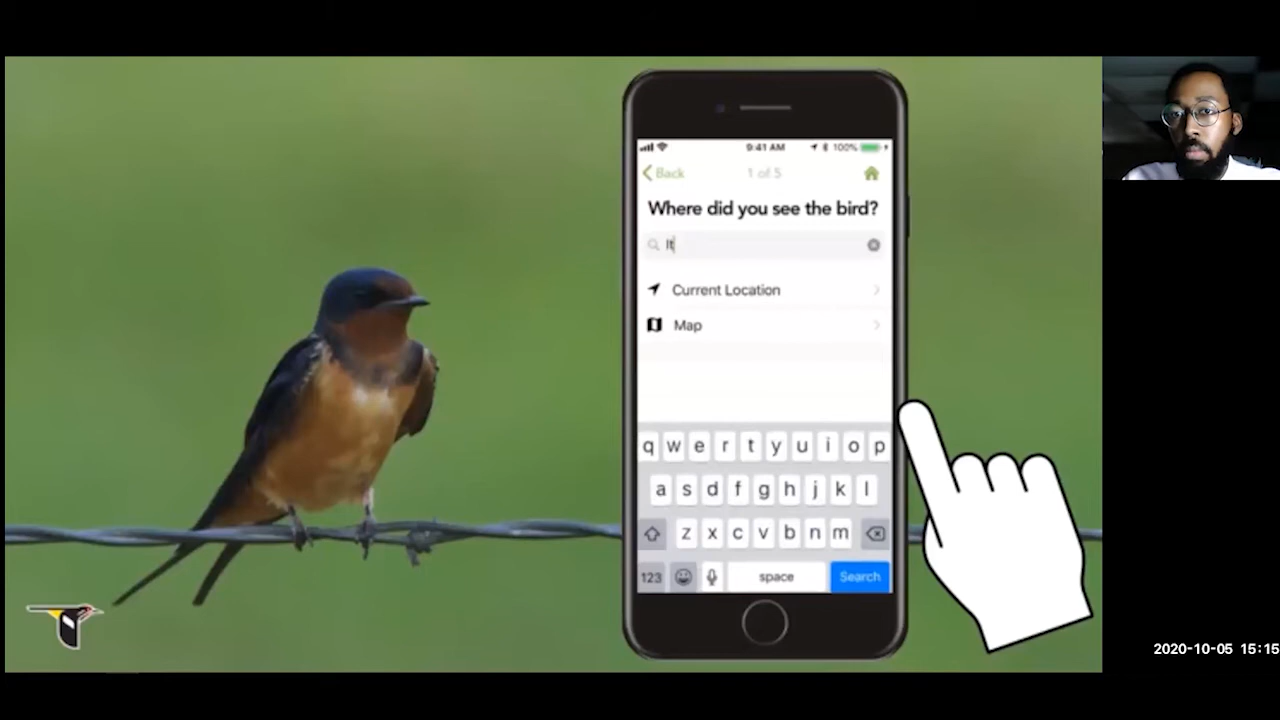 9:41 AM 100%
Back 1 of 5
Where did you see the bird?
It
Current Location
Map
q w e r t y u i o p
a s d f g h j k l
z x c v b n m
123 space Search
2020-10-05 15:15